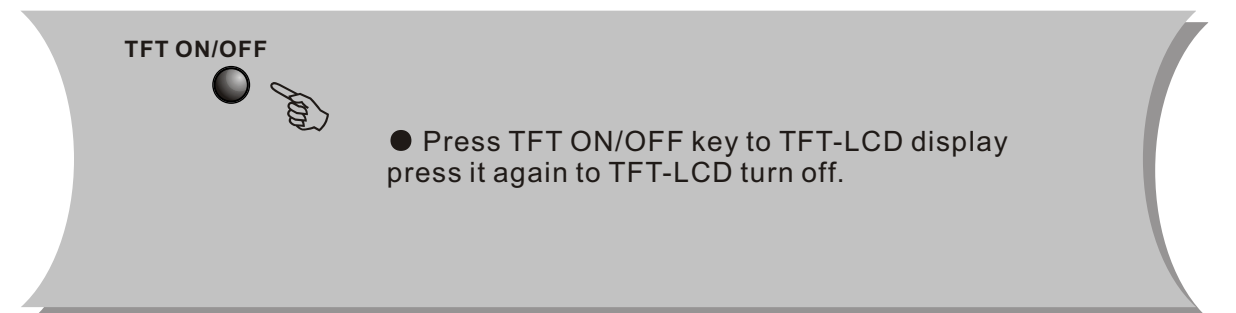 TFT ON/OFF
● Press TFT ON/OFF key to TFT-LCD display
press it again to TFT-LCD turn off.